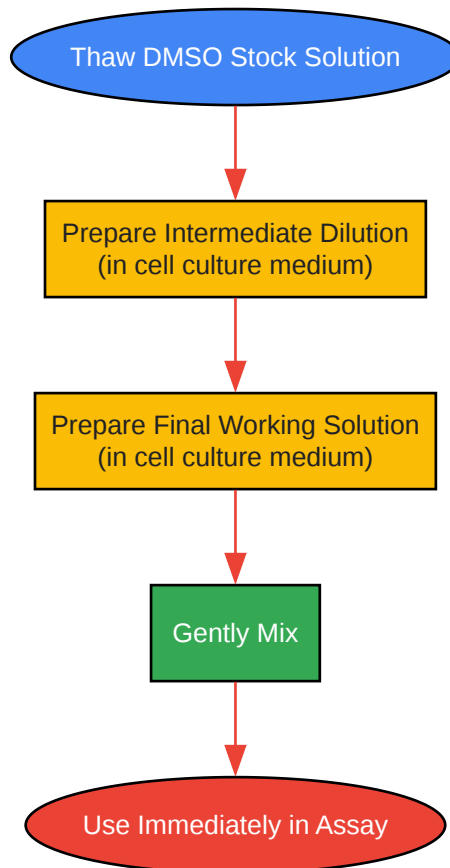 Thaw DMSO Stock Solution
Prepare Intermediate Dilution
(in cell culture medium)
Prepare Final Working Solution
(in cell culture medium)
Gently Mix
Use Immediately in Assay